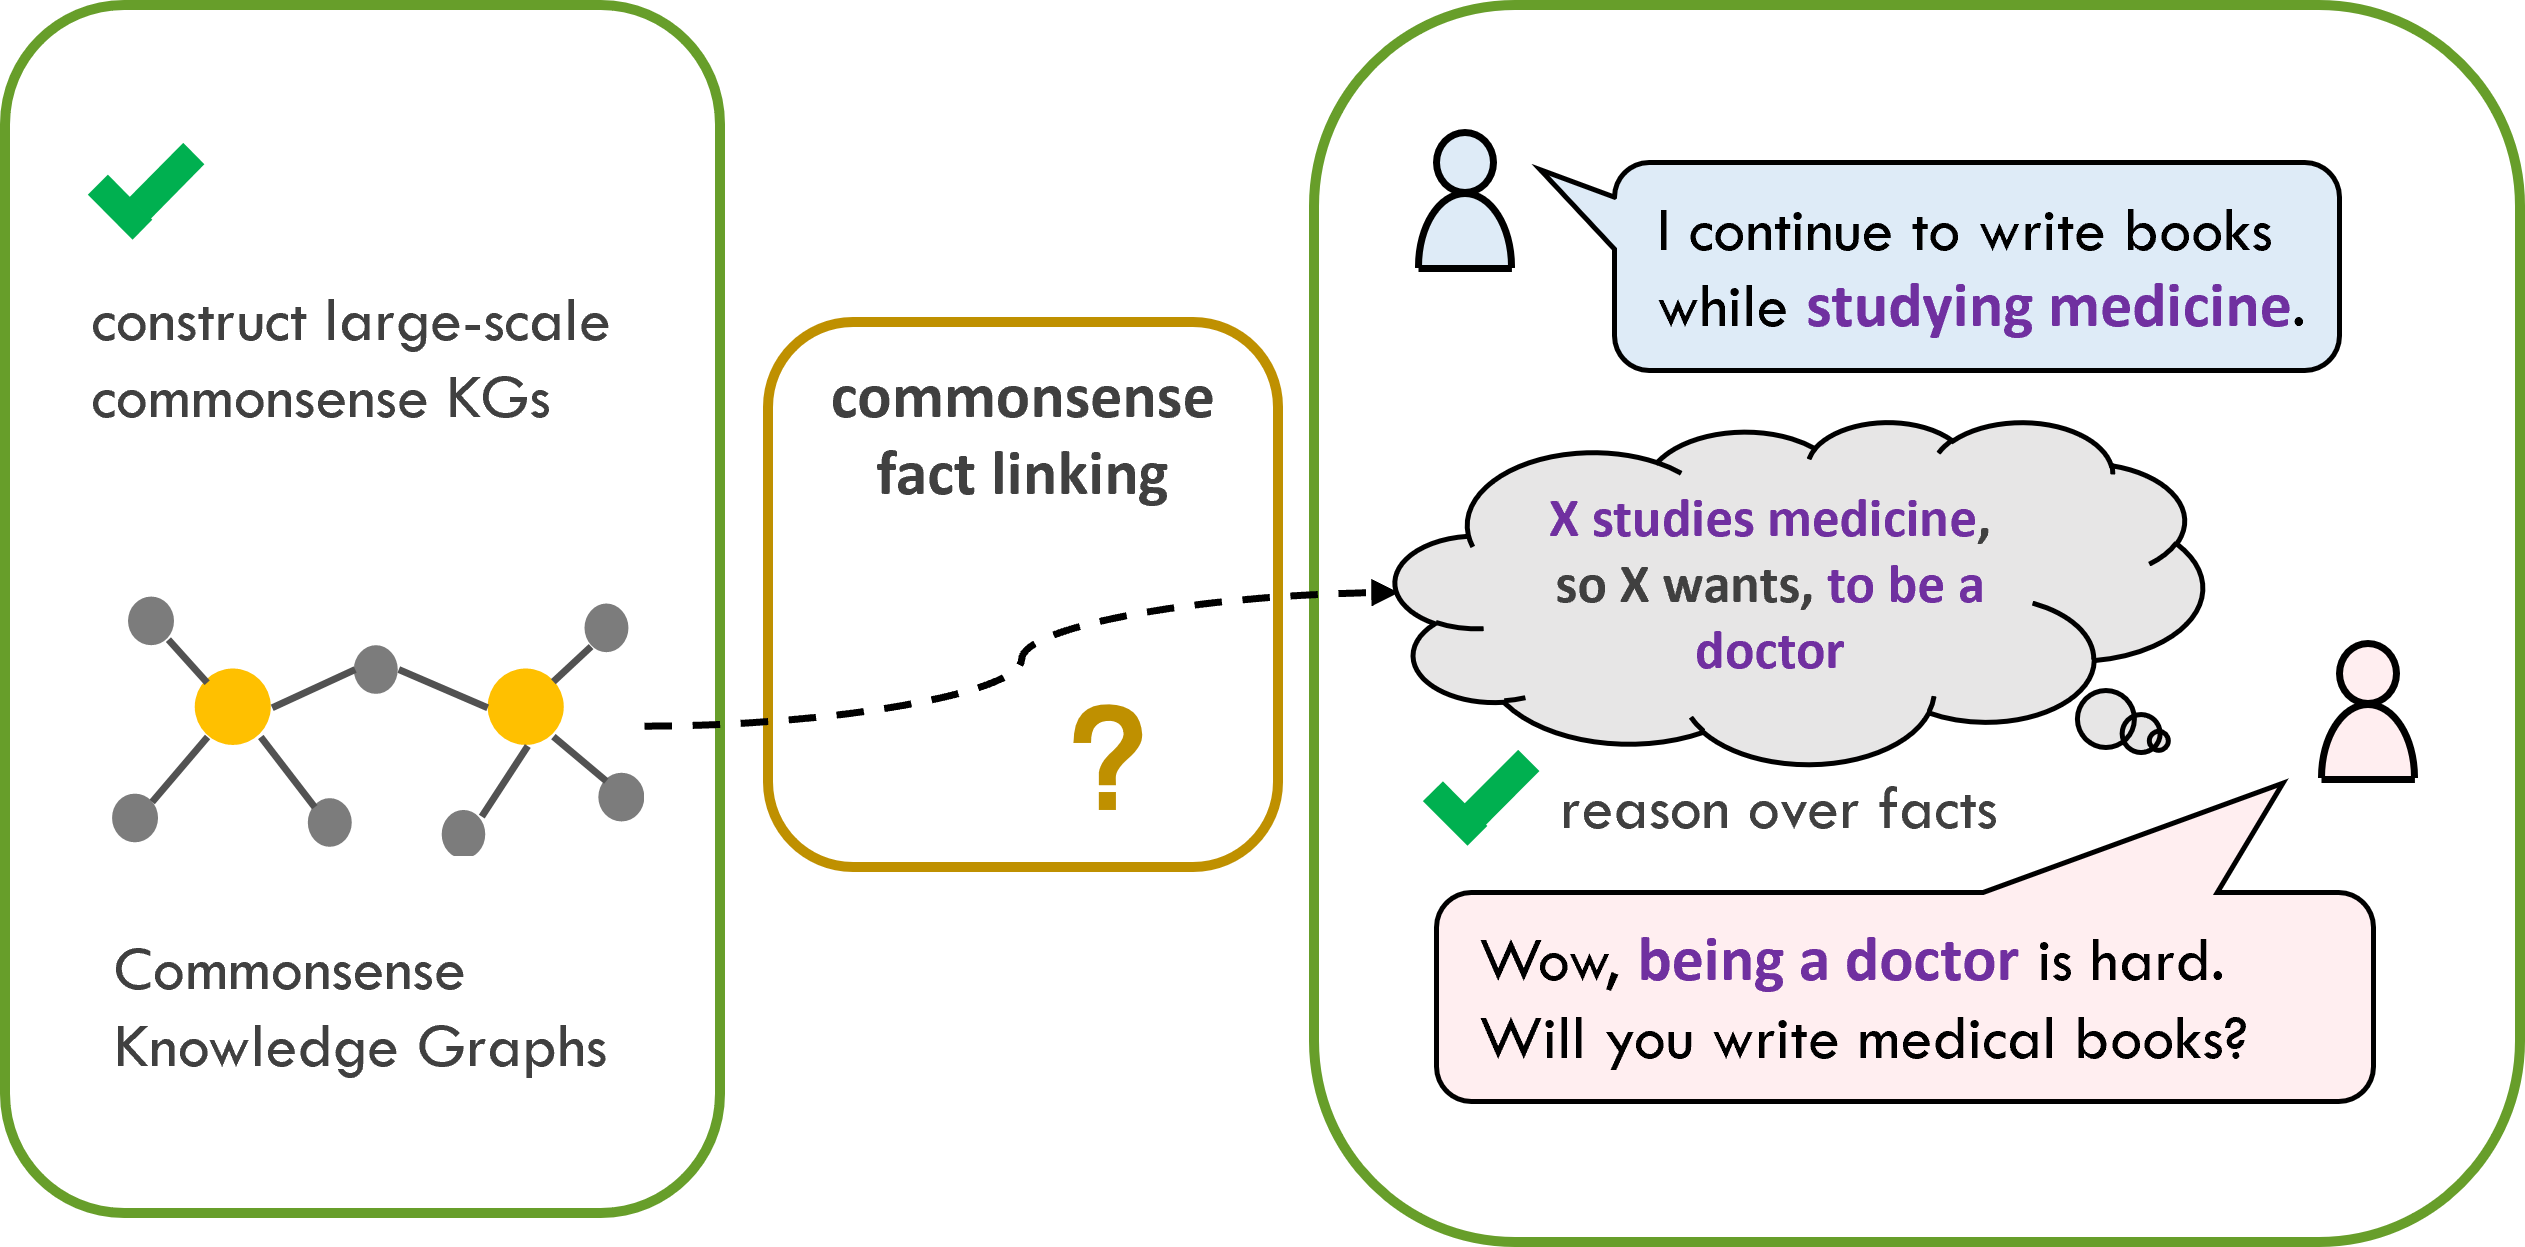 construct large-scale
commonsense KGs
Commonsense
Knowledge Graphs
commonsense
fact linking
?
I continue to write books
while studying medicine.
X studies medicine,
so X wants, to be a
doctor
reason over facts
Wow, being a doctor is hard.
Will you write medical books?